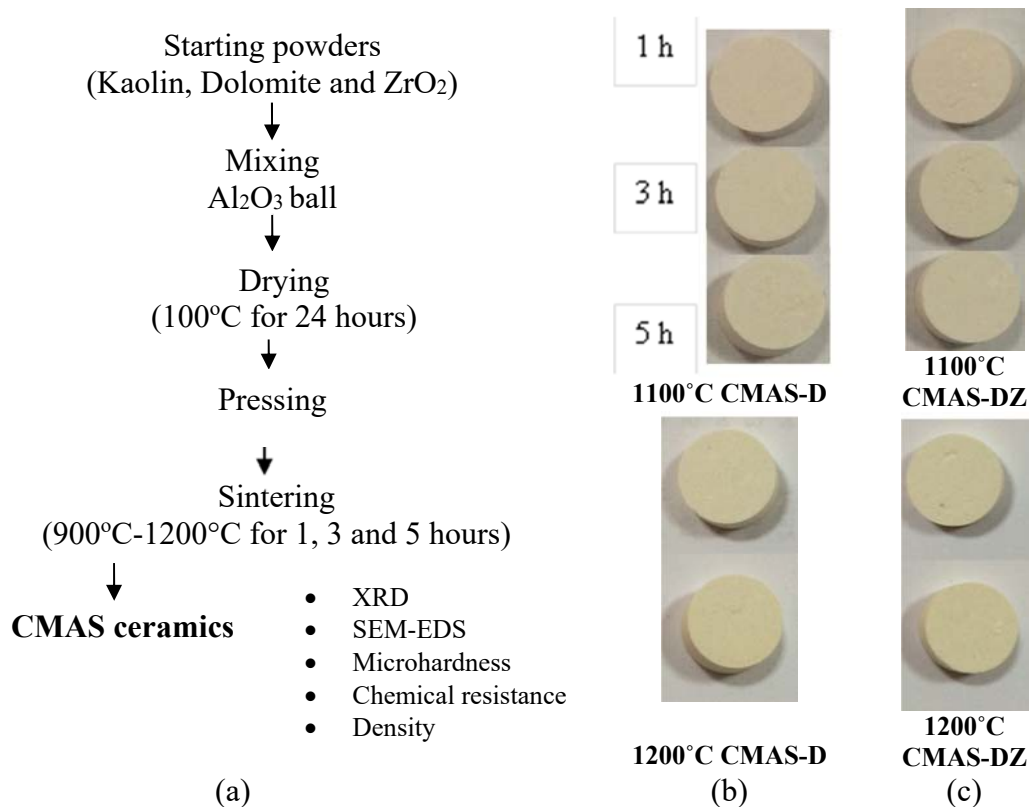 Starting powders
(Kaolin, Dolomite and ZrO₂)
Mixing
Al₂O₃ ball
Drying
(100ºC for 24 hours)
Pressing
Sintering
(900ºC-1200°C for 1, 3 and 5 hours)
CMAS ceramics
• XRD
• SEM-EDS
• Microhardness
• Chemical resistance
• Density
(a)
1 h
3 h
5 h
1100˚C CMAS-D
1200˚C CMAS-D
(b)
1100˚C
CMAS-DZ
1200˚C
CMAS-DZ
(c)